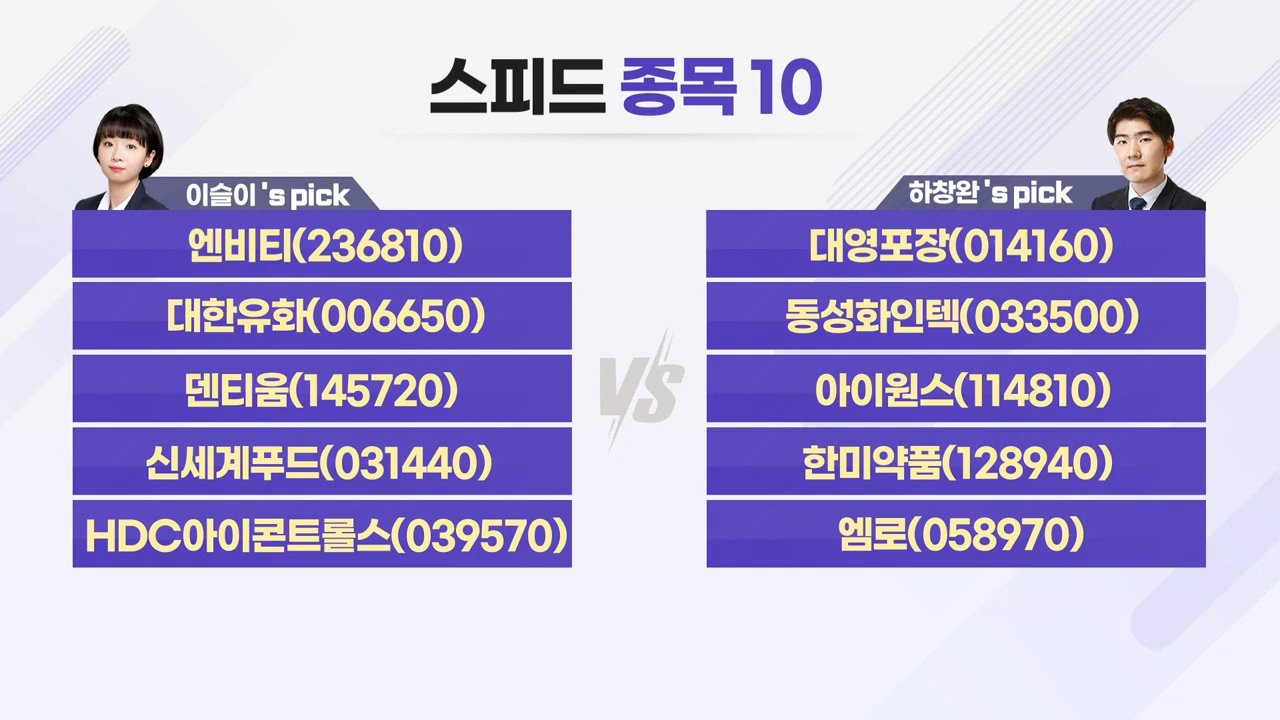 스피드 종목 10
이슬이 's pick
엔비티(236810)
대한유화(006650)
덴티움(145720)
신세계푸드(031440)
HDC아이콘트롤스(039570)
VS
하창완 's pick
대영포장(014160)
동성화인텍(033500)
아이원스(114810)
한미약품(128940)
엠로(058970)